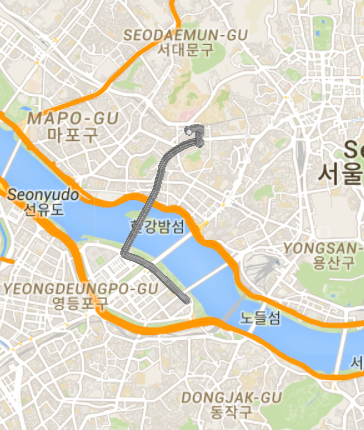 SEODAEMUN-GU
서대문구
MAPO-GU
마포구
서울
Seonyudo
선유도
강밤섬
YONGSAN-
용산구
YEONGDEUNGPO-GU
영등포구
노들섬
DONGJAK-GU
동작구